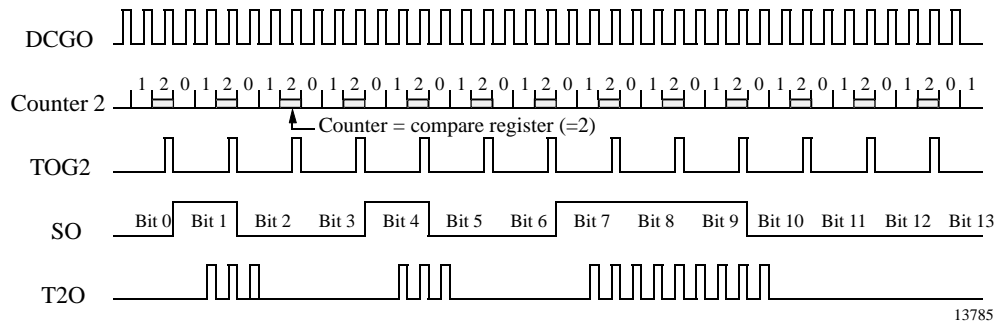 DCGO
1 2 0 1 2 0 1 2 0 1 2 0 1 2 0 1 2 0 1 2 0 1 2 0 1 2 0 1 2 0 1 2 0 1 2 0 1 2 0 1
Counter 2
Counter = compare register (=2)
TOG2
SO
Bit 0 Bit 1 Bit 2 Bit 3 Bit 4 Bit 5 Bit 6 Bit 7 Bit 8 Bit 9 Bit 10 Bit 11 Bit 12 Bit 13
T2O
13785